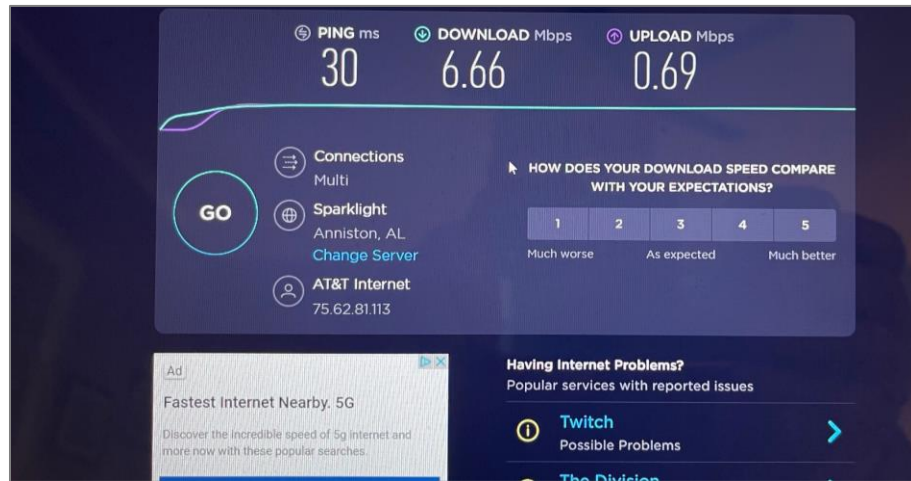 PING ms
30
DOWNLOAD Mbps
6.66
UPLOAD Mbps
0.69
GO
Connections
Multi
Sparklight
Anniston, AL
Change Server
AT&T Internet
75.62.81.113
HOW DOES YOUR DOWNLOAD SPEED COMPARE
WITH YOUR EXPECTATIONS?
1 2 3 4 5
Much worse As expected Much better
Ad
Fastest Internet Nearby. 5G
Discover the incredible speed of 5g internet and
more now with these popular searches.
Having Internet Problems?
Popular services with reported issues
Twitch
Possible Problems
The Division